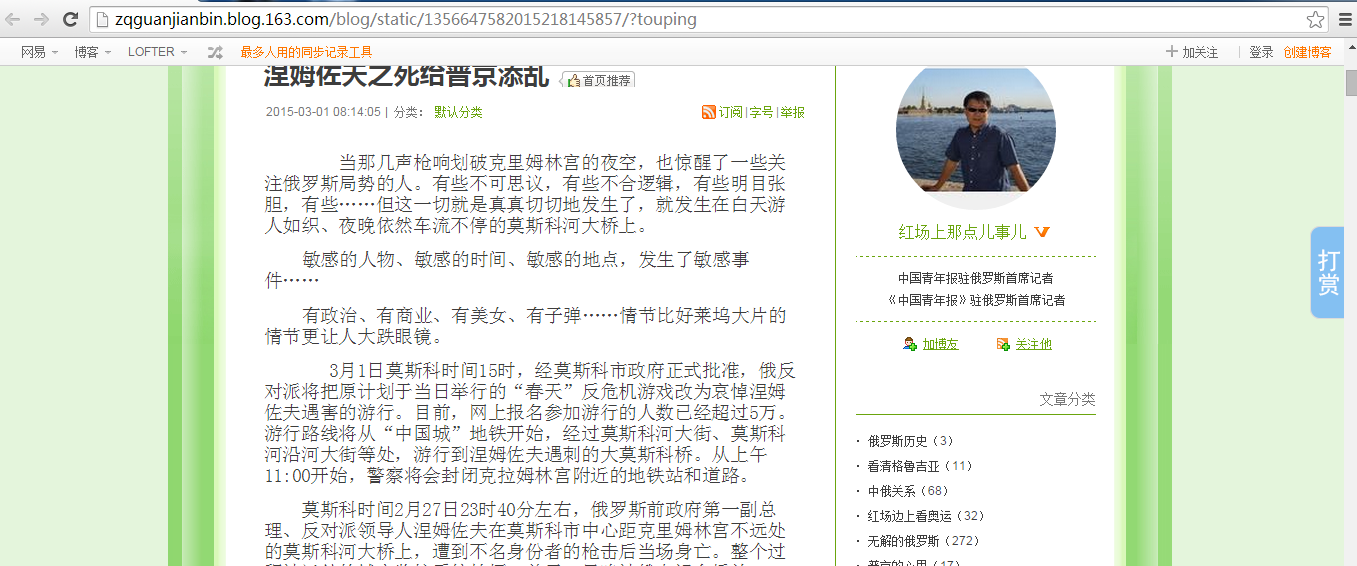 zqguanjianbin.blog.163.com/blog/static/1356647582015218145857/?touping
网易 博客 LOFTER 最多人用的同步记录工具 加关注 | 登录 创建博客
涅姆佐夫之死给普京添乱 首页推荐
2015-03-01 08:14:05 | 分类： 默认分类 订阅 | 字号 | 举报
当那几声枪响划破克里姆林宫的夜空，也惊醒了一些关
注俄罗斯局势的人。有些不可思议，有些不合逻辑，有些明目张
胆，有些……但这一切就是真真切切地发生了，就发生在白天游
人如织、夜晚依然车流不停的莫斯科河大桥上。
敏感的人物、敏感的时间、敏感的地点，发生了敏感事
件……
有政治、有商业、有美女、有子弹……情节比好莱坞大片的
情节更让人大跌眼镜。
3月1日莫斯科时间15时，经莫斯科市政府正式批准，俄反
对派将把原计划于当日举行的“春天”反危机游戏改为哀悼涅姆
佐夫遇害的游行。目前，网上报名参加游行的人数已经超过5万。
游行路线将从“中国城”地铁开始，经过莫斯科河大街、莫斯科
河沿河大街等处，游行到涅姆佐夫遇刺的大莫斯科桥。从上午
11:00开始，警察将会封闭克拉姆林宫附近的地铁站和道路。
莫斯科时间2月27日23时40分左右，俄罗斯前政府第一副总
理、反对派领导人涅姆佐夫在莫斯科市中心距克里姆林宫不远处
的莫斯科河大桥上，遭到不名身份者的枪击后当场身亡。整个过
红场上那点儿事儿
中国青年报驻俄罗斯首席记者
《中国青年报》驻俄罗斯首席记者
加博友 关注他
文章分类
· 俄罗斯历史（3）
· 看清格鲁吉亚（11）
· 中俄关系（68）
· 红场边上看奥运（32）
· 无解的俄罗斯（272）
· 普京的心思（17）
打
赏